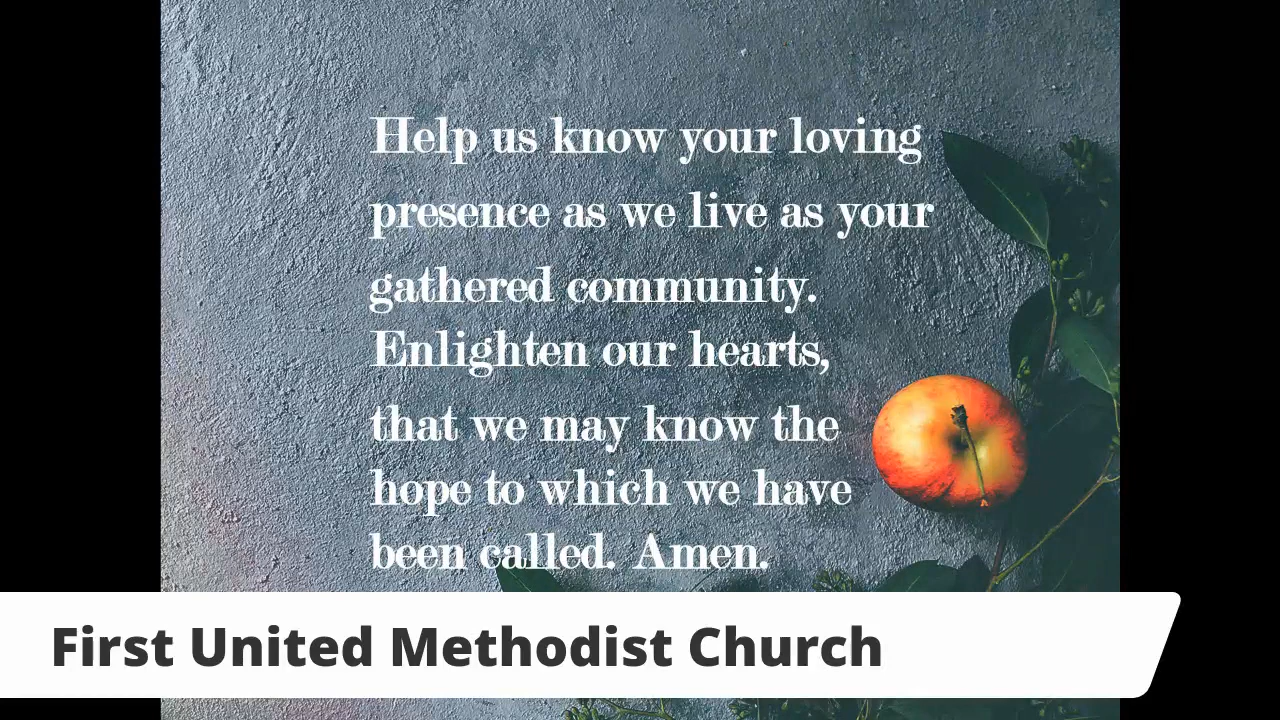 Help us know your loving
presence as we live as your
gathered community.
Enlighten our hearts,
that we may know the
hope to which we have
been called. Amen.
First United Methodist Church